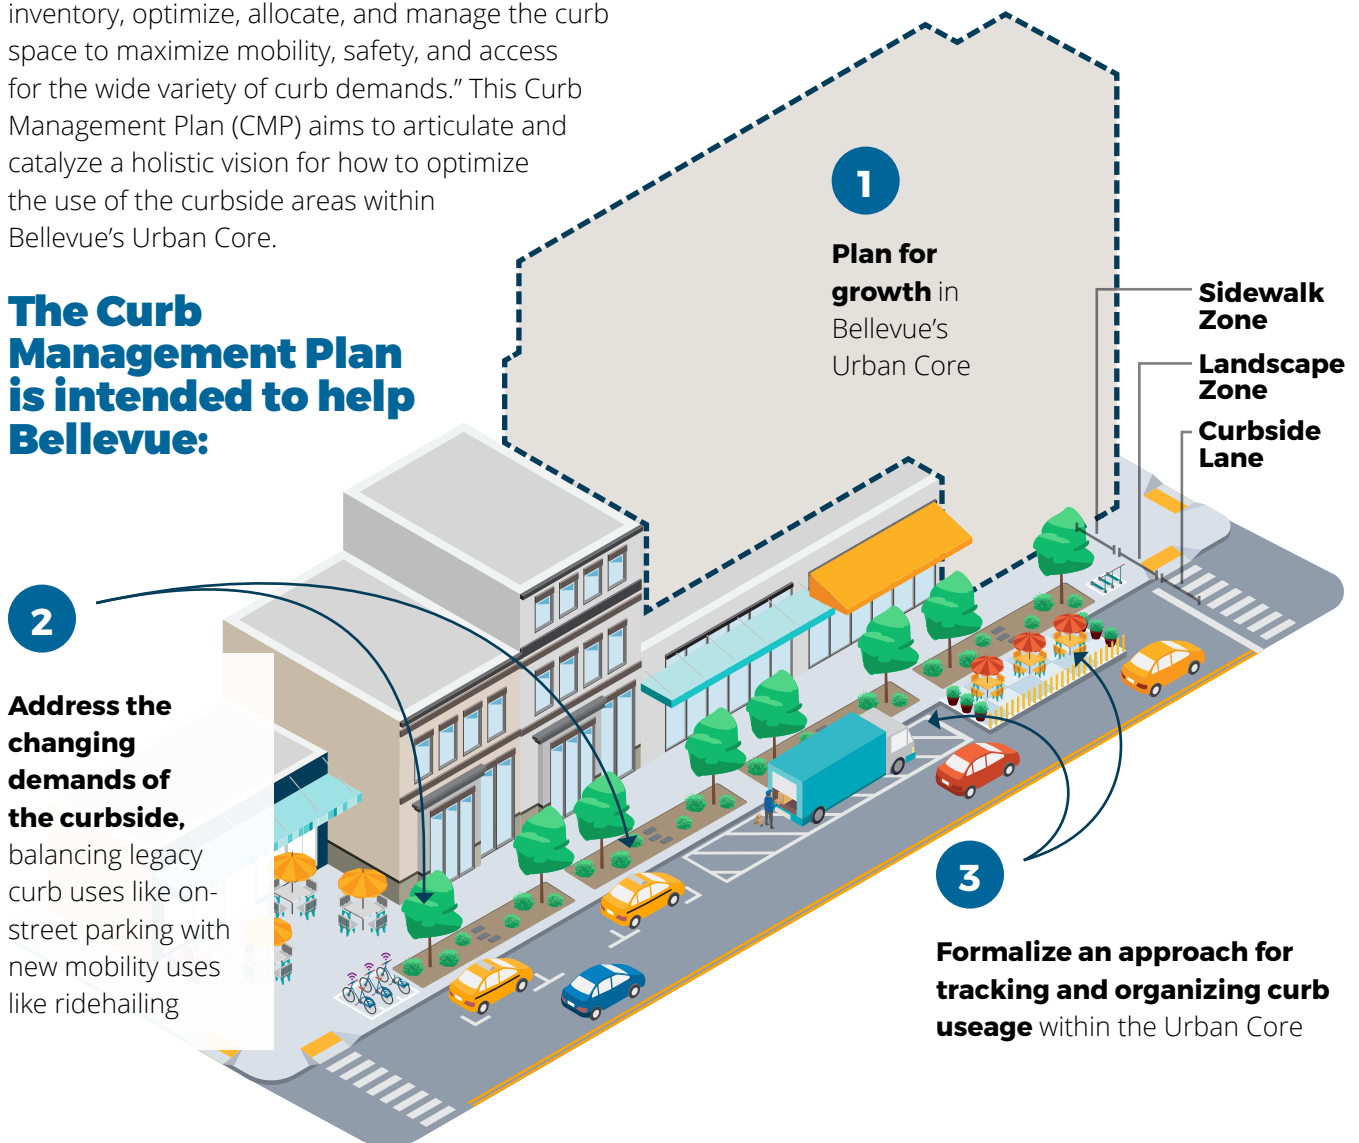 inventory, optimize, allocate, and manage the curb
space to maximize mobility, safety, and access
for the wide variety of curb demands.” This Curb
Management Plan (CMP) aims to articulate and
catalyze a holistic vision for how to optimize
the use of the curbside areas within
Bellevue’s Urban Core.
The Curb
Management Plan
is intended to help
Bellevue:
1
Plan for
growth in
Bellevue’s
Urban Core
Sidewalk
Zone
Landscape
Zone
Curbside
Lane
2
Address the
changing
demands of
the curbside,
balancing legacy
curb uses like on-
street parking with
new mobility uses
like ridehailing
3
Formalize an approach for
tracking and organizing curb
useage within the Urban Core